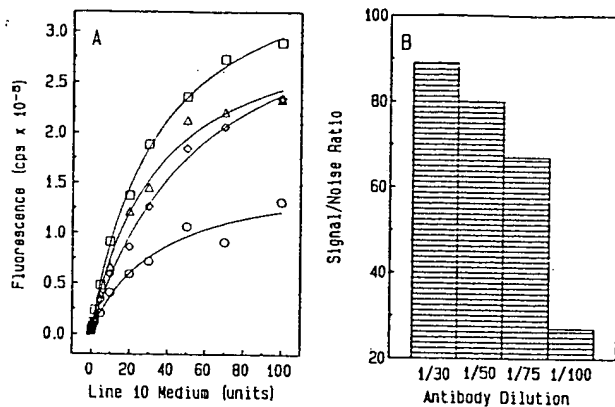 A
Fluorescence (cps x 10⁻⁵)
3.0
2.5
2.0
1.5
1.0
0.5
0.0
0 20 40 60 80 100
Line 10 Medium (units)
B
Signal/Noise Ratio
100
80
60
40
20
1/30 1/50 1/75 1/100
Antibody Dilution